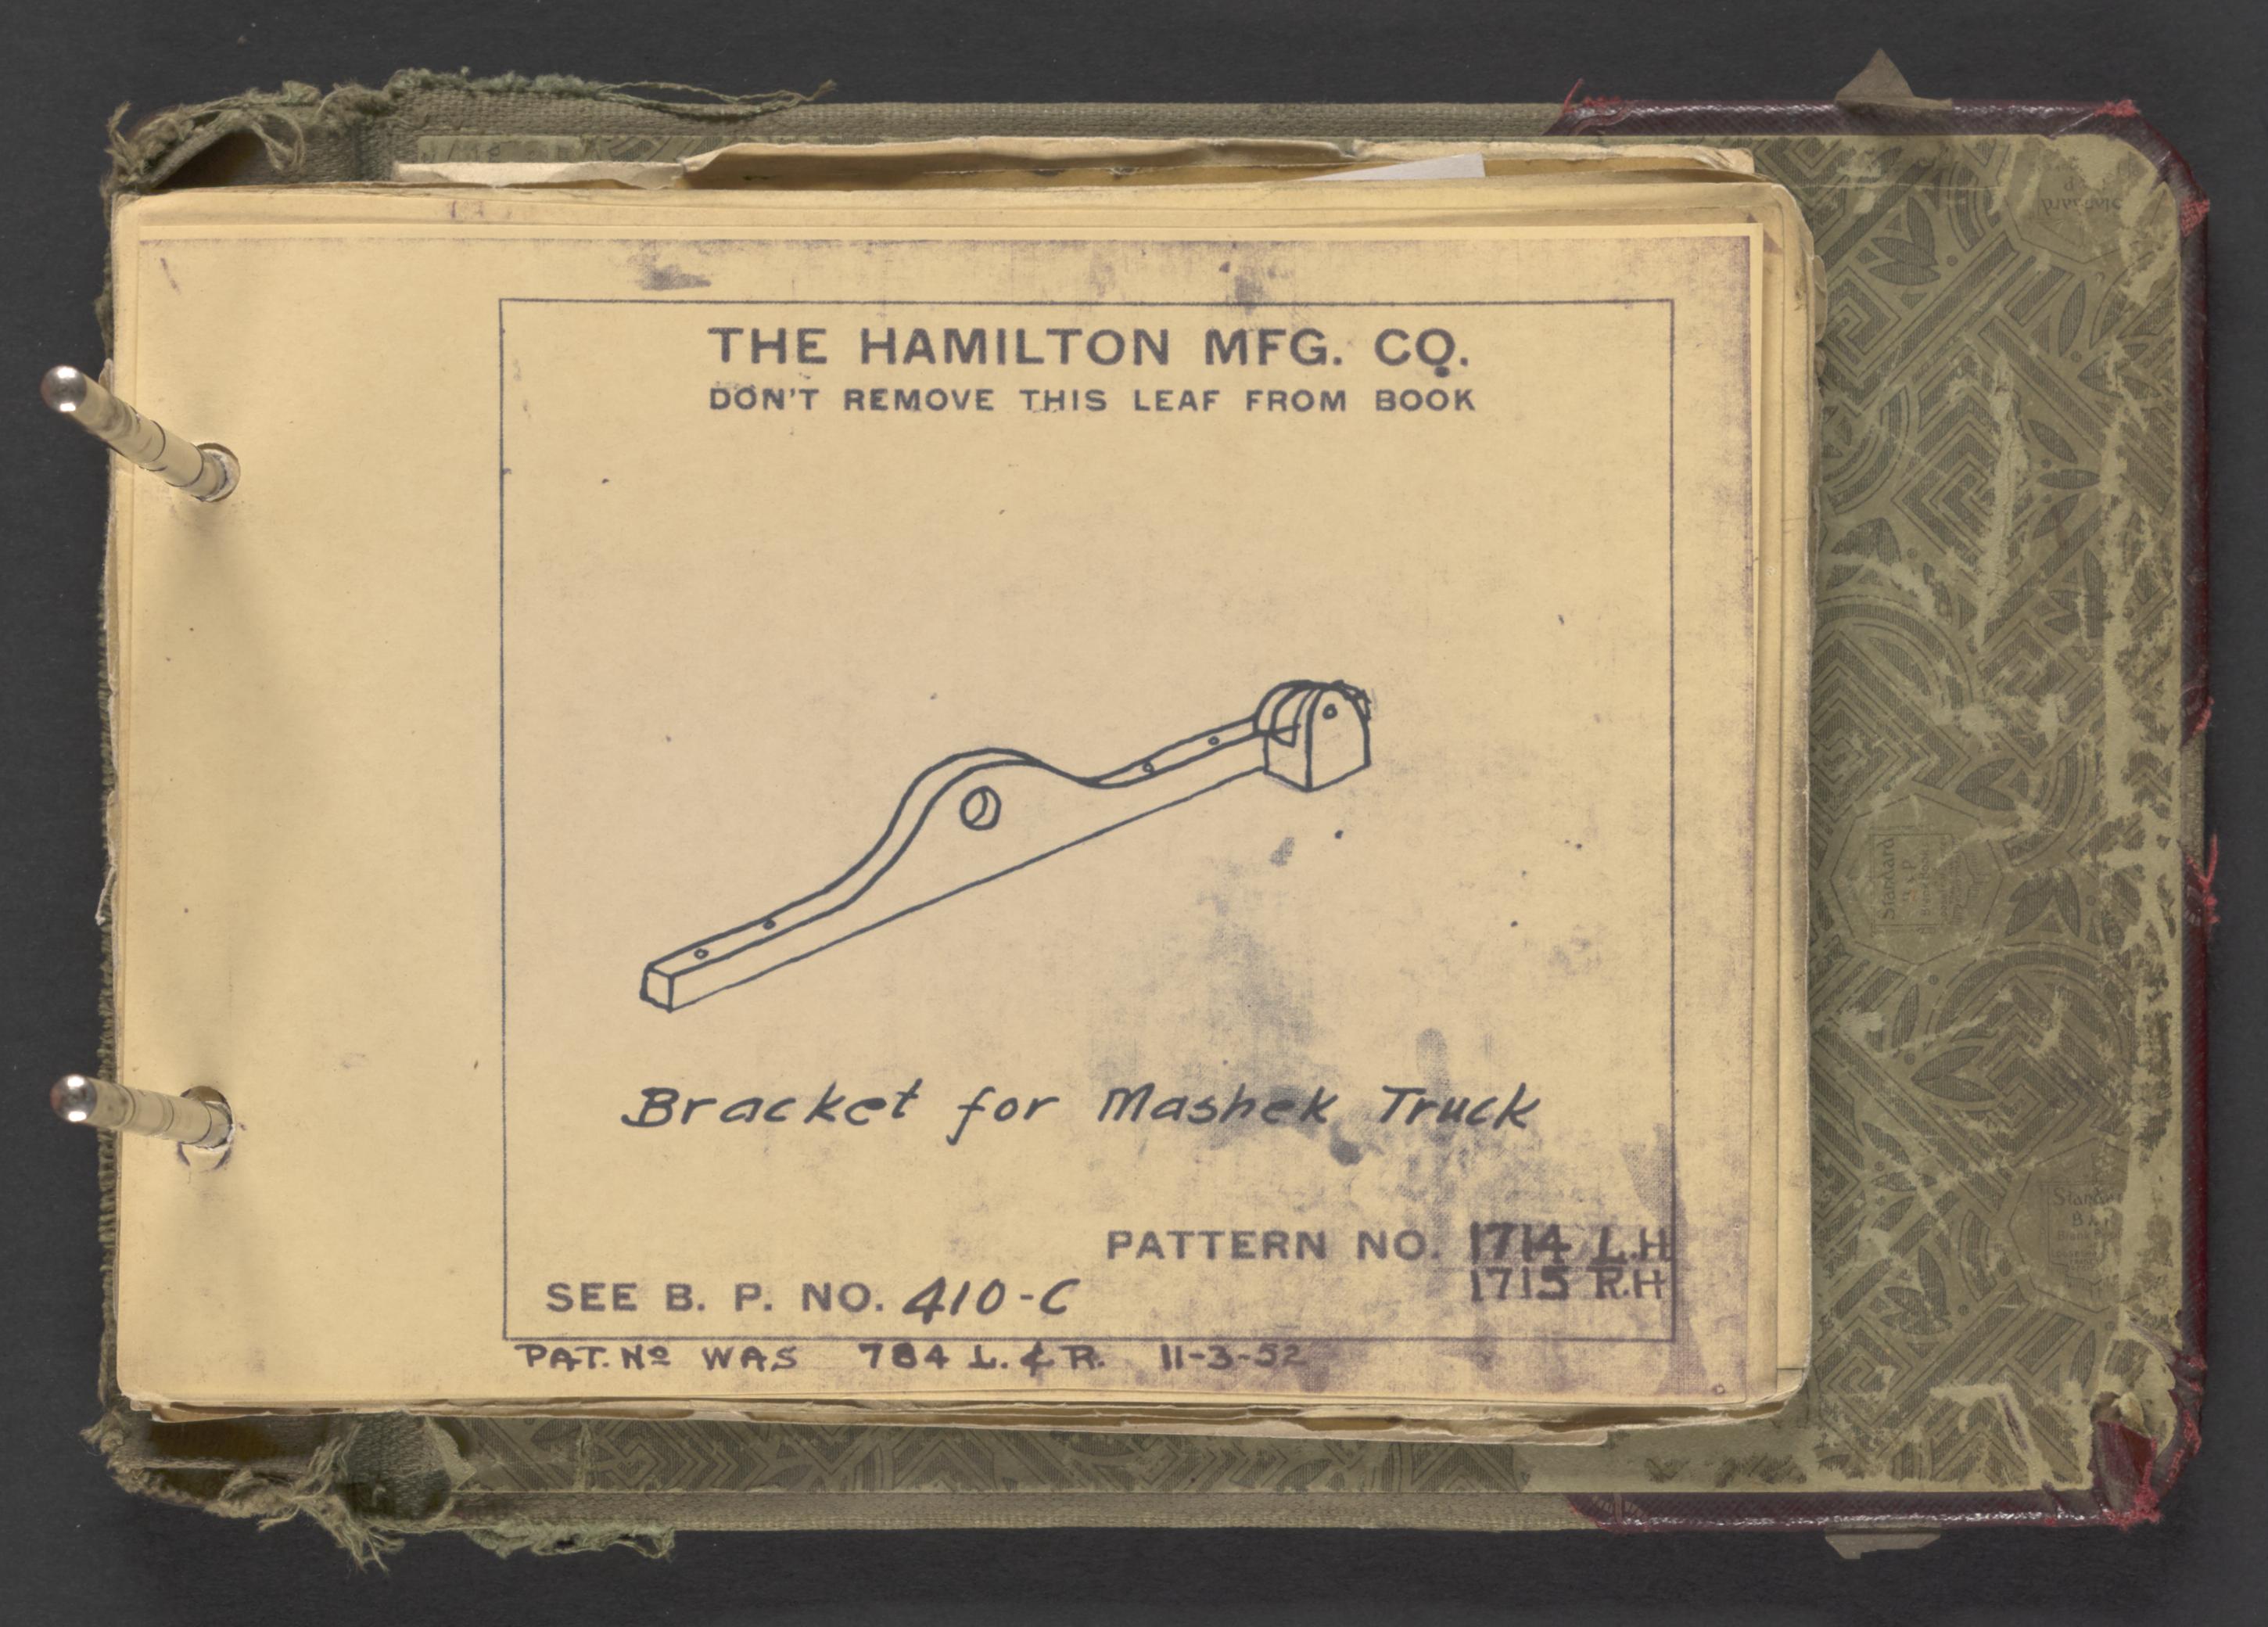 THE HAMILTON MFG. CO.
DON'T REMOVE THIS LEAF FROM BOOK
Bracket for Mashek Truck
PATTERN NO. 1714 L.H
1715 R.H
SEE B. P. NO. 410-C
PAT. Nº WAS 784 L. & R. 11-3-52
Standard